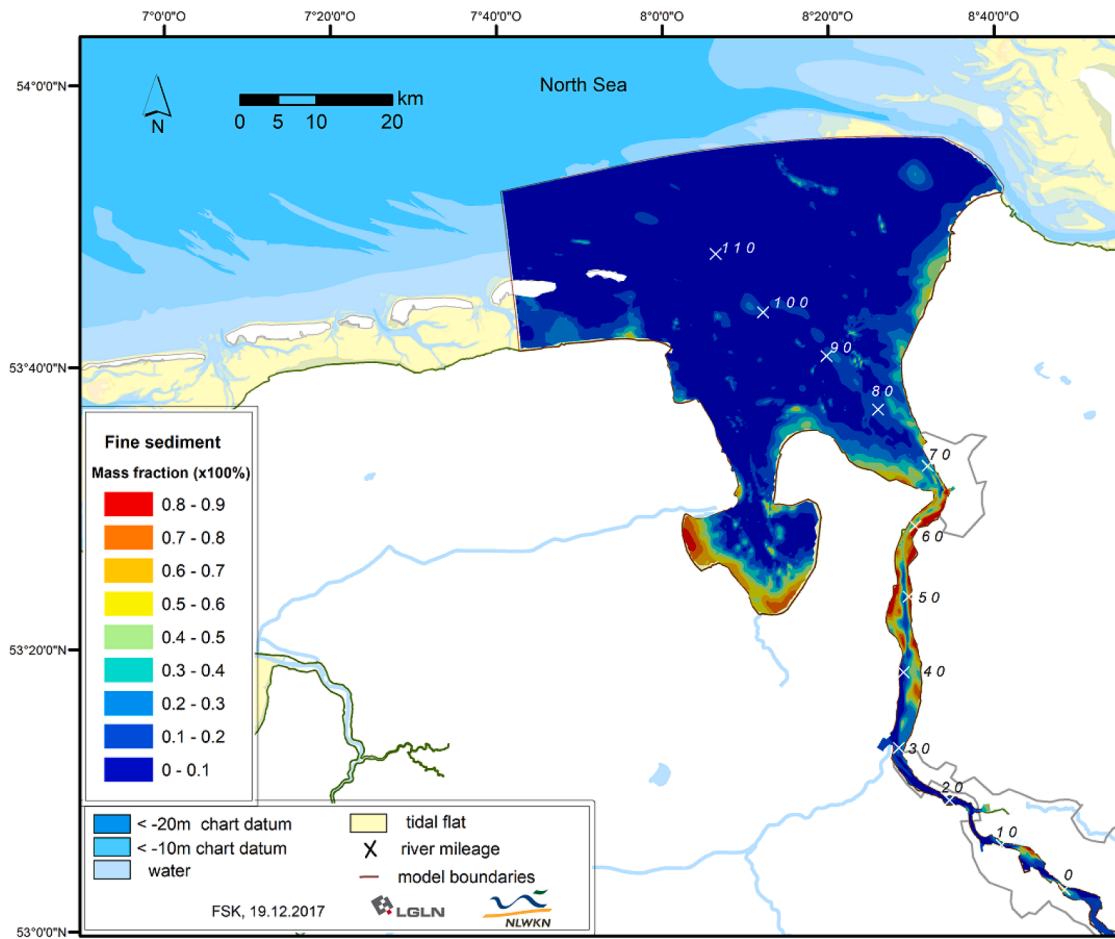 7°0'0"E 7°20'0"E 7°40'0"E 8°0'0"E 8°20'0"E 8°40'0"E
54°0'0"N
North Sea
km
N
0 5 10 20
110
100
90
53°40'0"N
80
Fine sediment
70
Mass fraction (x100%)
0.8 - 0.9
0.7 - 0.8
60
0.6 - 0.7
0.5 - 0.6
50
0.4 - 0.5
53°20'0"N
0.3 - 0.4
40
0.2 - 0.3
0.1 - 0.2
30
0 - 0.1
20
< -20m chart datum
tidal flat
10
< -10m chart datum
river mileage
water
model boundaries
0
FSK, 19.12.2017
LGLN
NLWKN
53°0'0"N